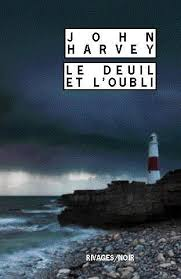 JOHN
HARVEY
LE DEUIL
ET L'OUBLI
RIVAGES/NOIR